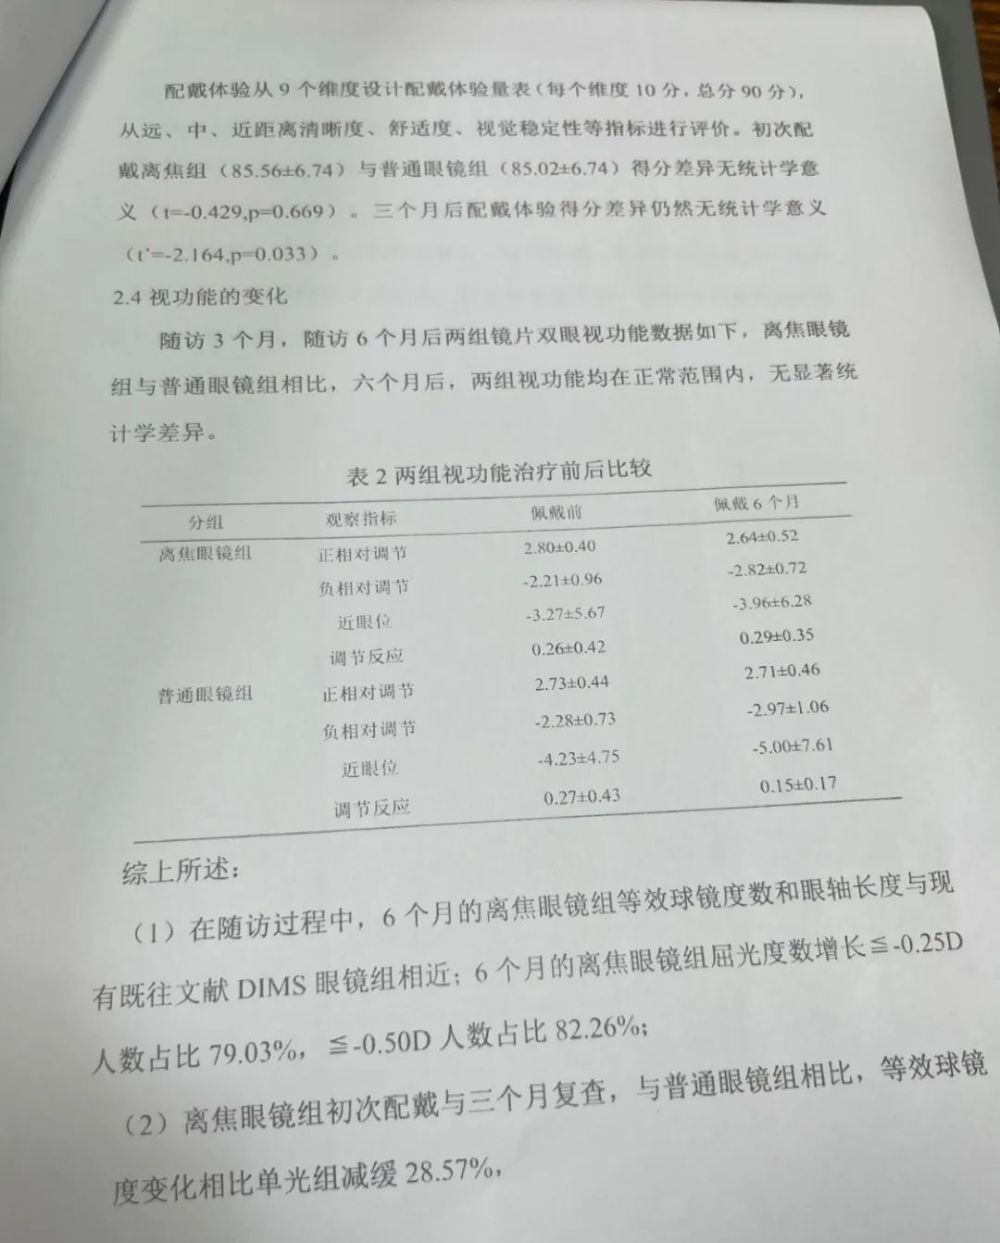 配戴体验从 9 个维度设计配戴体验量表（每个维度 10 分，总分 90 分），
从远、中、近距离清晰度、舒适度、视觉稳定性等指标进行评价。初次配
戴离焦组（85.56±6.74）与普通眼镜组（85.02±6.74）得分差异无统计学意
义（t=-0.429,p=0.669）。三个月后配戴体验得分差异仍然无统计学意义
（t`=-2.164,p=0.033）。
2.4 视功能的变化
随访 3 个月，随访 6 个月后两组镜片双眼视功能数据如下，离焦眼镜
组与普通眼镜组相比，六个月后，两组视功能均在正常范围内，无显著统
计学差异。
表 2 两组视功能治疗前后比较
分组 观察指标 佩戴前 佩戴 6 个月
离焦眼镜组 正相对调节 2.80±0.40 2.64±0.52
负相对调节 -2.21±0.96 -2.82±0.72
近眼位 -3.27±5.67 -3.96±6.28
调节反应 0.26±0.42 0.29±0.35
普通眼镜组 正相对调节 2.73±0.44 2.71±0.46
负相对调节 -2.28±0.73 -2.97±1.06
近眼位 -4.23±4.75 -5.00±7.61
调节反应 0.27±0.43 0.15±0.17
综上所述：
（1）在随访过程中，6 个月的离焦眼镜组等效球镜度数和眼轴长度与现
有既往文献 DIMS 眼镜组相近；6 个月的离焦眼镜组屈光度数增长≦-0.25D
人数占比 79.03%，≦-0.50D 人数占比 82.26%；
（2）离焦眼镜组初次配戴与三个月复查，与普通眼镜组相比，等效球镜
度变化相比单光组减缓 28.57%，